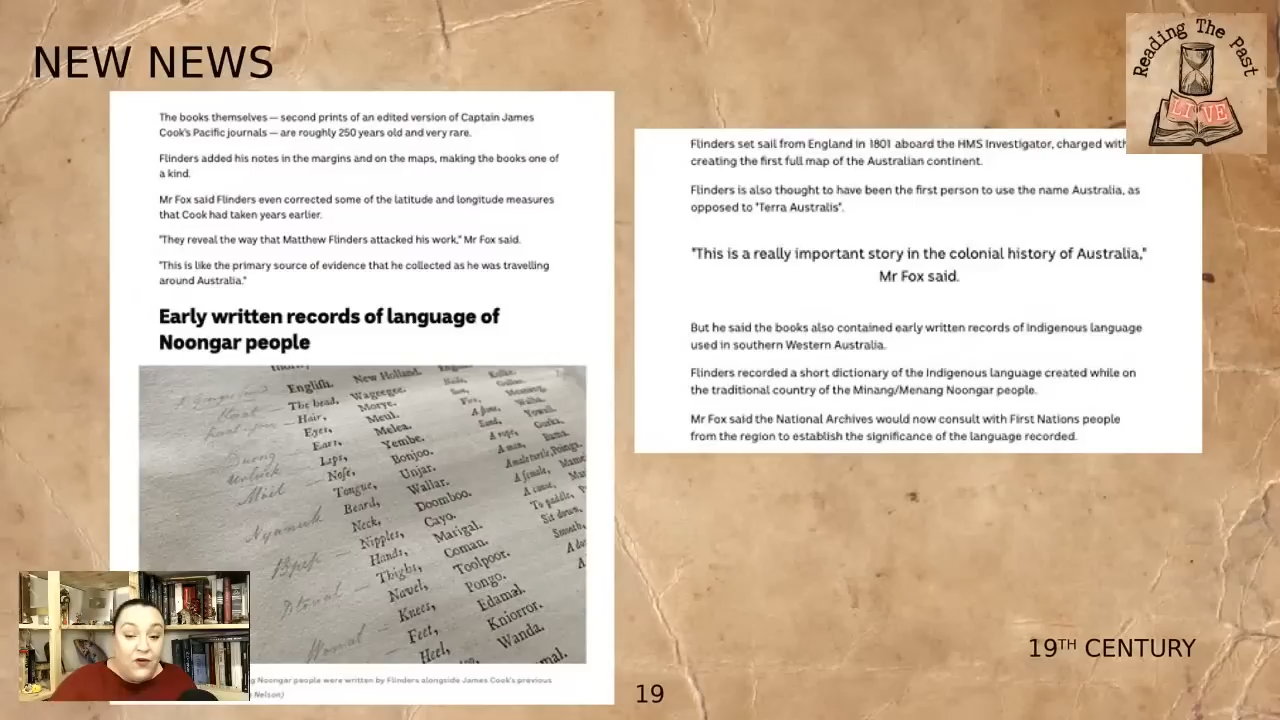 NEW NEWS
Reading The Past
LIVE
The books themselves — second prints of an edited version of Captain James
Cook's Pacific journals — are roughly 250 years old and very rare.
Flinders added his notes in the margins and on the maps, making the books one of
a kind.
Mr Fox said Flinders even corrected some of the latitude and longitude measures
that Cook had taken years earlier.
"They reveal the way that Matthew Flinders attacked his work," Mr Fox said.
"This is like the primary source of evidence that he collected as he was travelling
around Australia."
Early written records of language of
Noongar people
English. New Holland.
The head, Wageegee.
Hair, Morye.
Eyes, Meul.
Ears, Melea.
Lips, Yembe.
Nose, Bonjoo.
Tongue, Unjar.
Beard, Wallar.
Neck, Doomboo.
Nipples, Cayo.
Hands, Marigal.
Thighs, Coman.
Navel, Toolpoor.
Knees, Pongo.
Feet, Edamal.
Heel, Kniorror.
Wanda.
A rope,
A man, Bama.
A female,
A canoe,
To paddle,
Sit down,
Smooth,
g Noongar people were written by Flinders alongside James Cook's previous
Nelson)
Flinders set sail from England in 1801 aboard the HMS Investigator, charged with
creating the first full map of the Australian continent.
Flinders is also thought to have been the first person to use the name Australia, as
opposed to "Terra Australis".
"This is a really important story in the colonial history of Australia,"
Mr Fox said.
But he said the books also contained early written records of Indigenous language
used in southern Western Australia.
Flinders recorded a short dictionary of the Indigenous language created while on
the traditional country of the Minang/Menang Noongar people.
Mr Fox said the National Archives would now consult with First Nations people
from the region to establish the significance of the language recorded.
19TH CENTURY
19